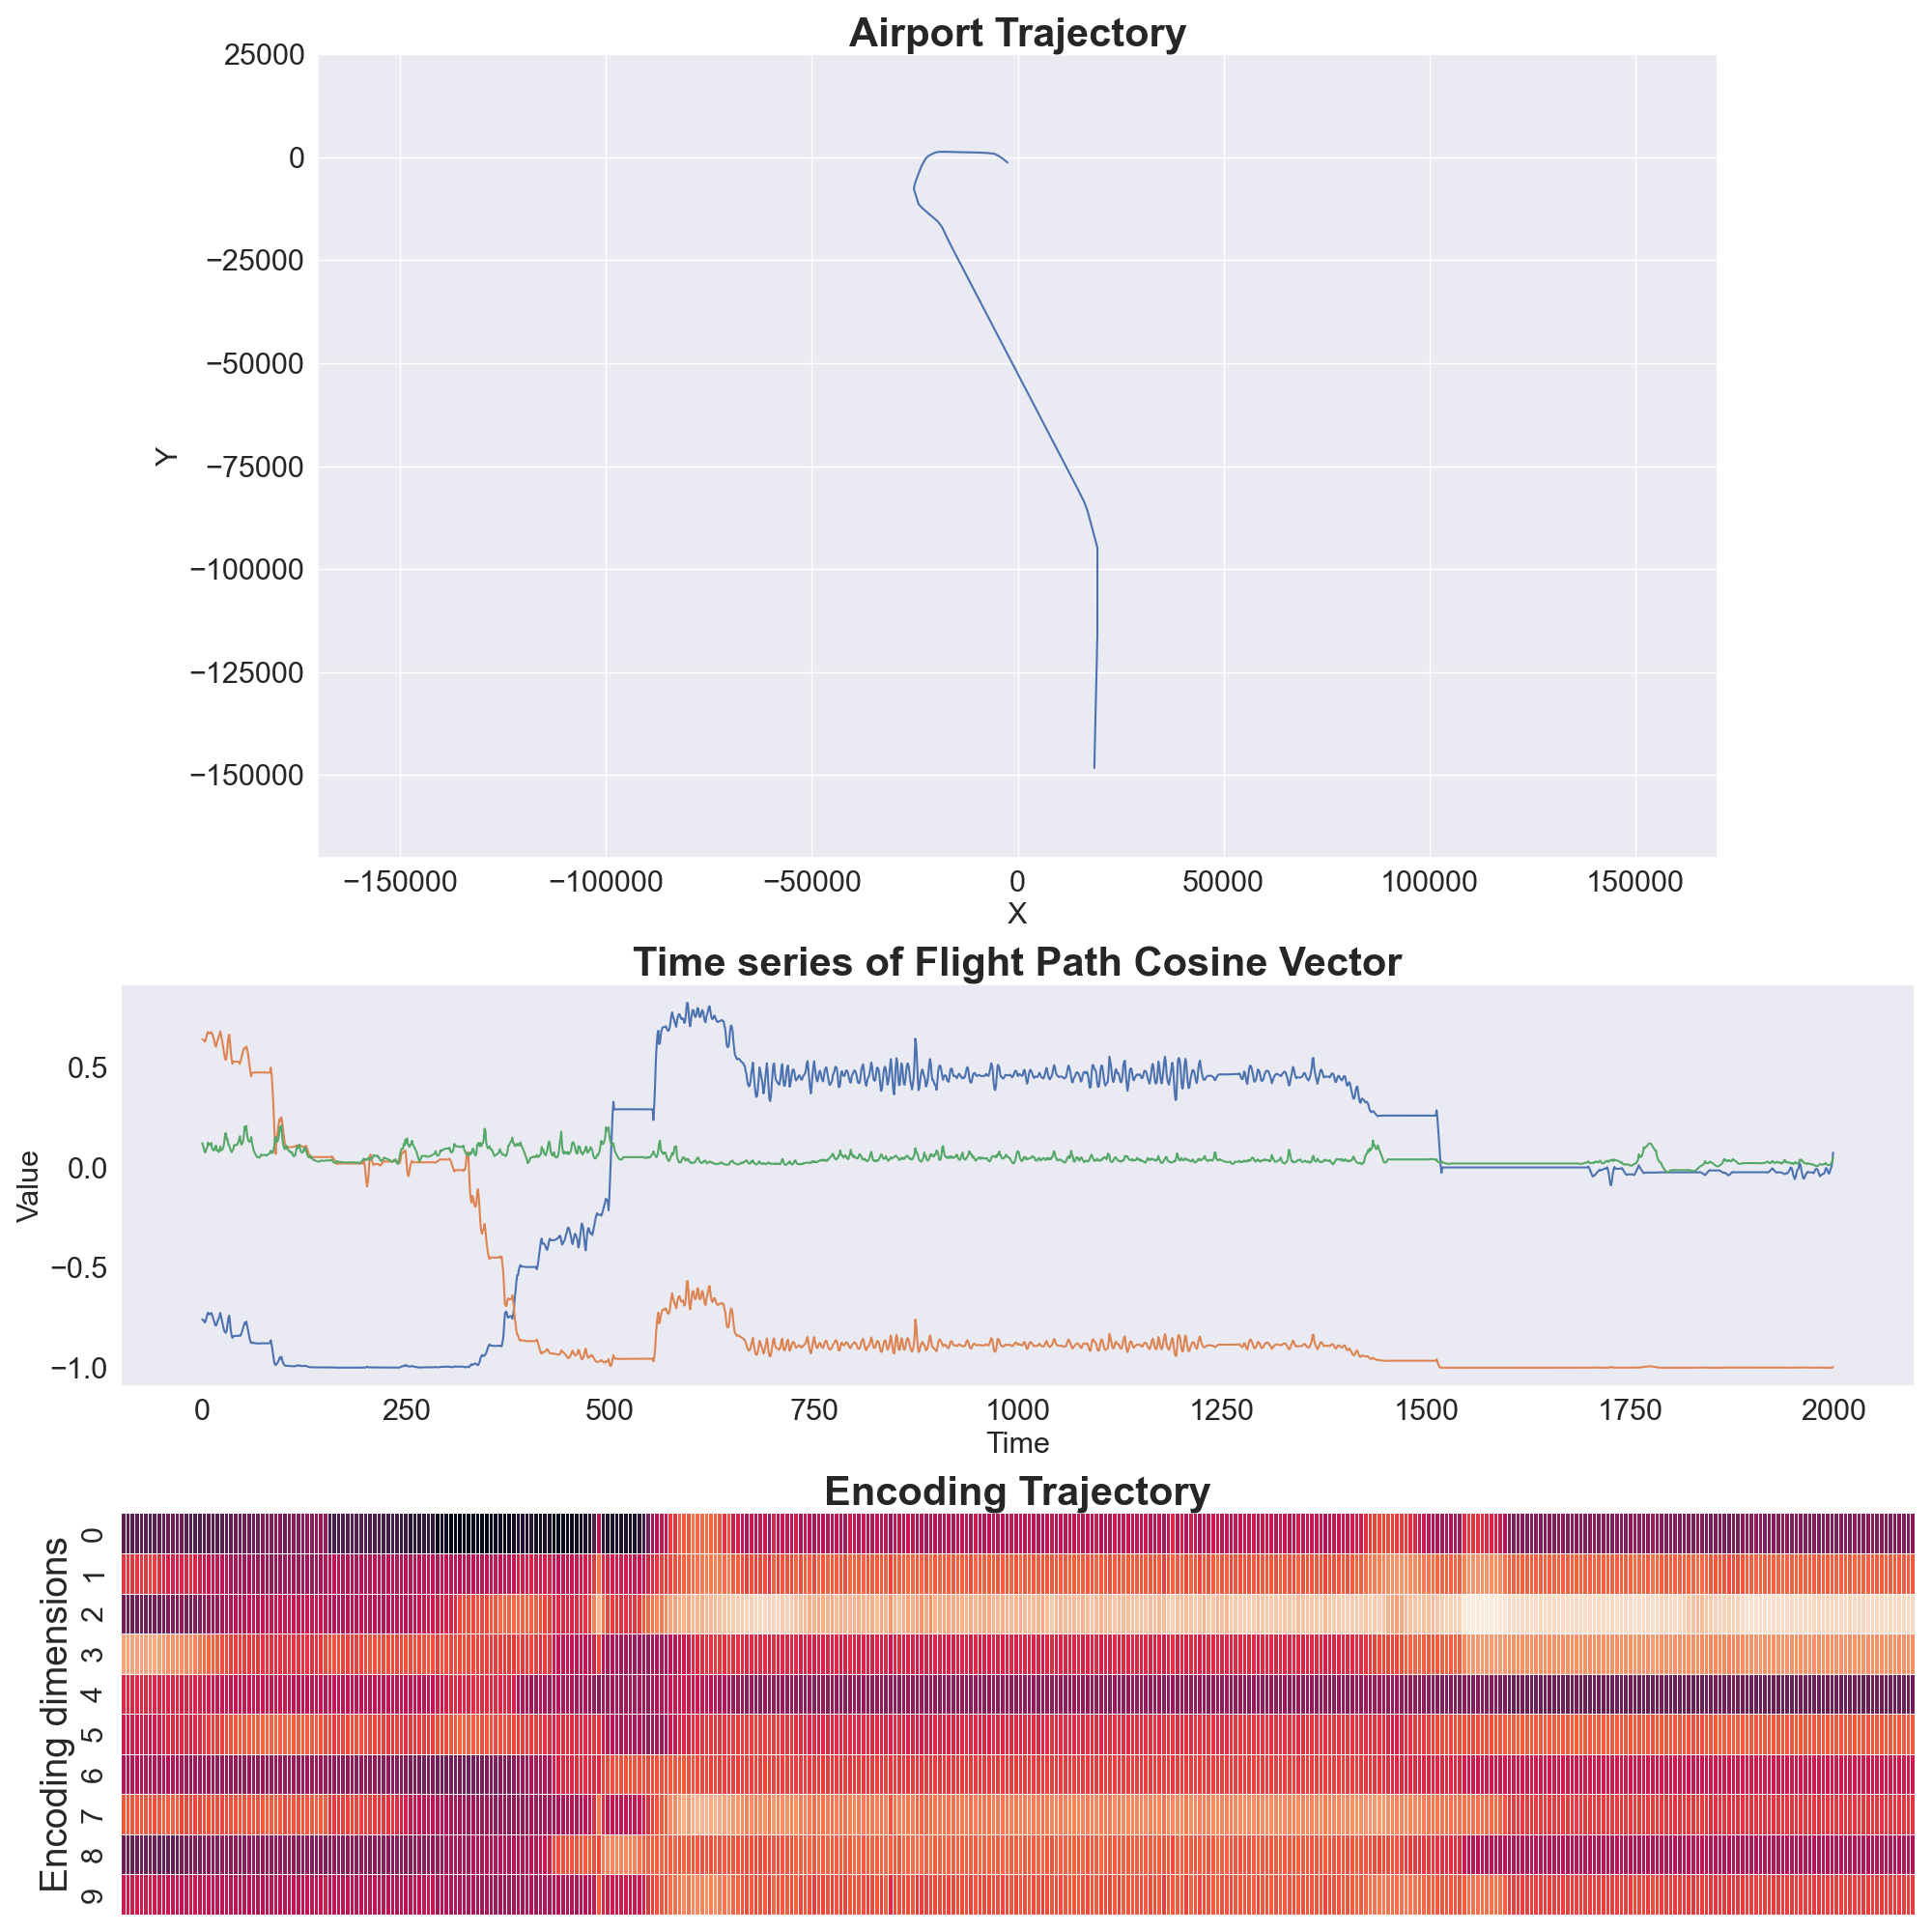 Airport Trajectory
25000
0
−25000
−50000
−75000
−100000
−125000
−150000
Y
−150000 −100000 −50000 0 50000 100000 150000
X
Time series of Flight Path Cosine Vector
0.5
0.0
−0.5
−1.0
Value
0 250 500 750 1000 1250 1500 1750 2000
Time
Encoding Trajectory
0
1
2
3
4
5
6
7
8
9
Encoding dimensions